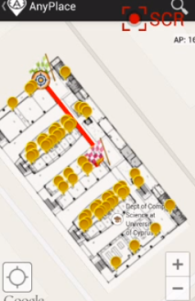 AnyPlace
SCR
AP: 16
Dept of Comp
Science at
University
of Cyprus
Google